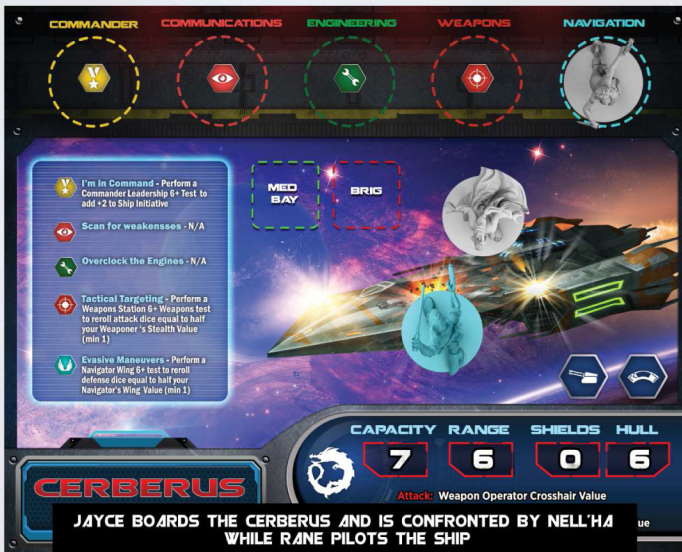 COMMANDER COMMUNICATIONS ENGINEERING WEAPONS NAVIGATION
I'm In Command - Perform a
Commander Leadership 6+ Test to
add +2 to Ship Initiative
Scan for weakensses - N/A
Overclock the Engines - N/A
Tactical Targeting - Perform a
Weapons Station 6+ Weapons test
to reroll attack dice equal to half
your Weaponer's Stealth Value
(min 1)
Evasive Maneuvers - Perform a
Navigator Wing 6+ test to reroll
defense dice equal to half your
Navigator's Wing Value (min 1)
MED
BAY
BRIG
CAPACITY RANGE SHIELDS HULL
7 6 0 6
CERBERUS
Attack: Weapon Operator Crosshair Value
JAYCE BOARDS THE CERBERUS AND IS CONFRONTED BY NELL'HA
WHILE RANE PILOTS THE SHIP